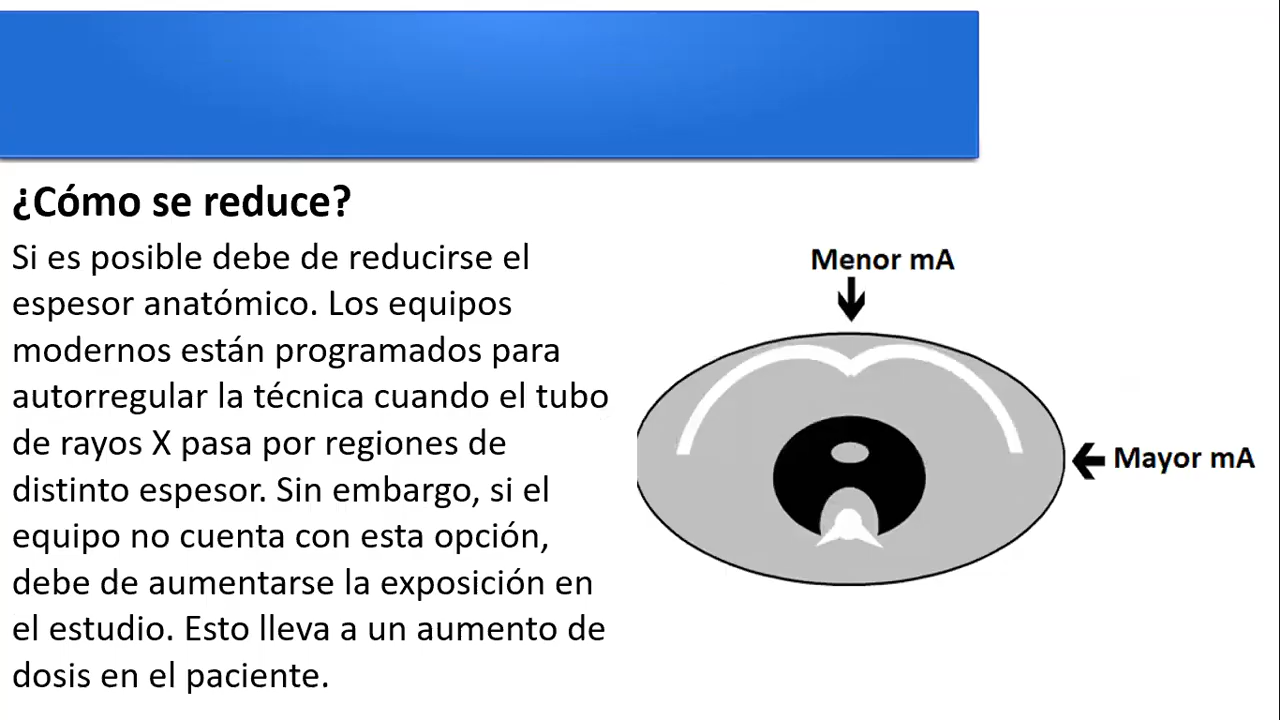 ¿Cómo se reduce?
Si es posible debe de reducirse el
espesor anatómico. Los equipos
modernos están programados para
autorregular la técnica cuando el tubo
de rayos X pasa por regiones de
distinto espesor. Sin embargo, si el
equipo no cuenta con esta opción,
debe de aumentarse la exposición en
el estudio. Esto lleva a un aumento de
dosis en el paciente.
Menor mA
Mayor mA